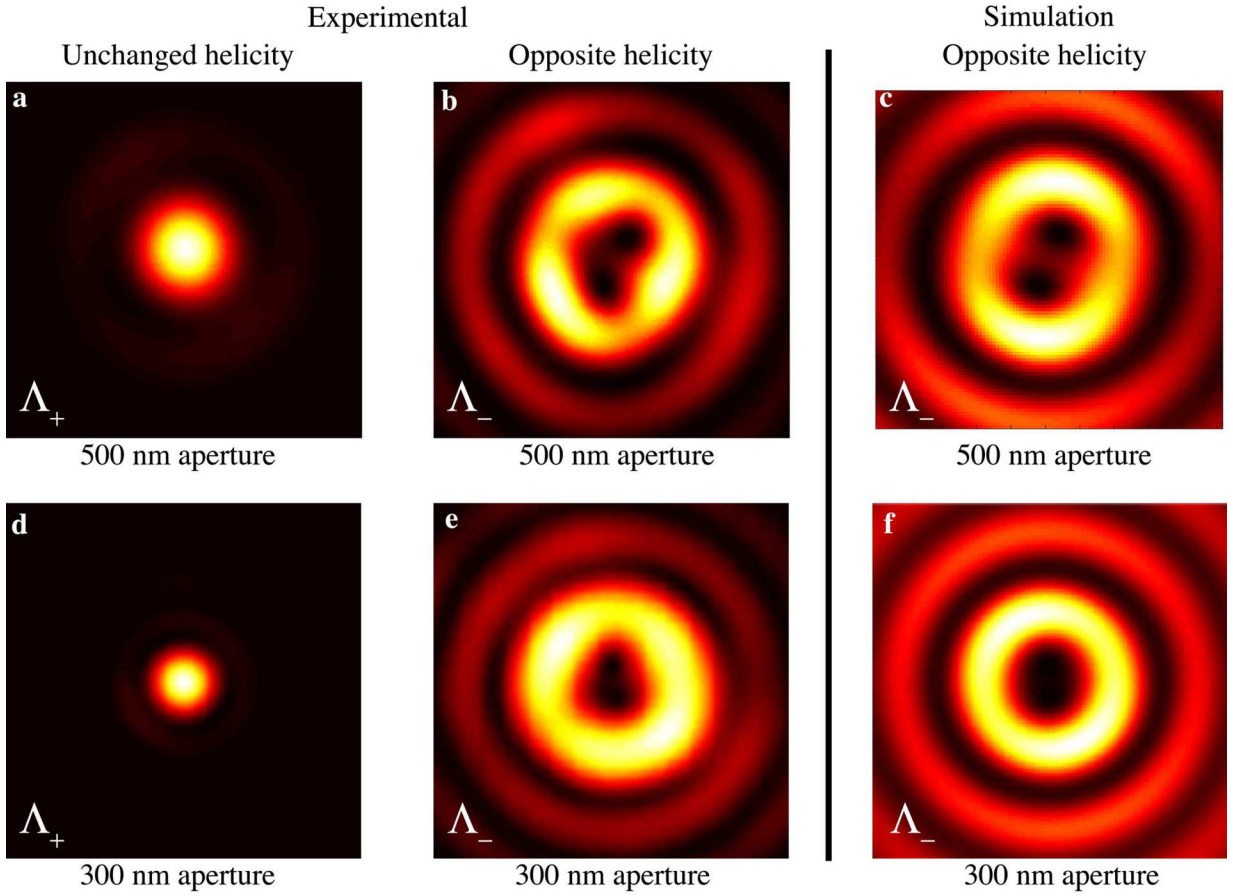 Experimental
Simulation
Unchanged helicity
Opposite helicity
Opposite helicity
a
b
c
Λ+
Λ−
Λ−
500 nm aperture
500 nm aperture
500 nm aperture
d
e
f
Λ+
Λ−
Λ−
300 nm aperture
300 nm aperture
300 nm aperture